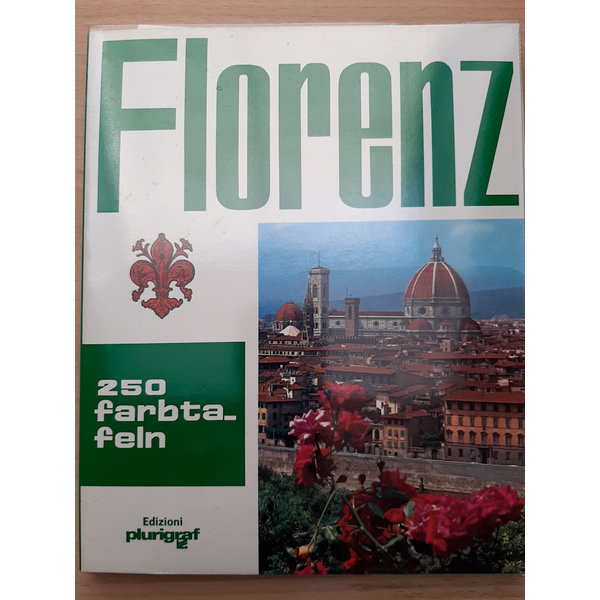 Florenz
250
farbta-
feln
Edizioni
plurigraf